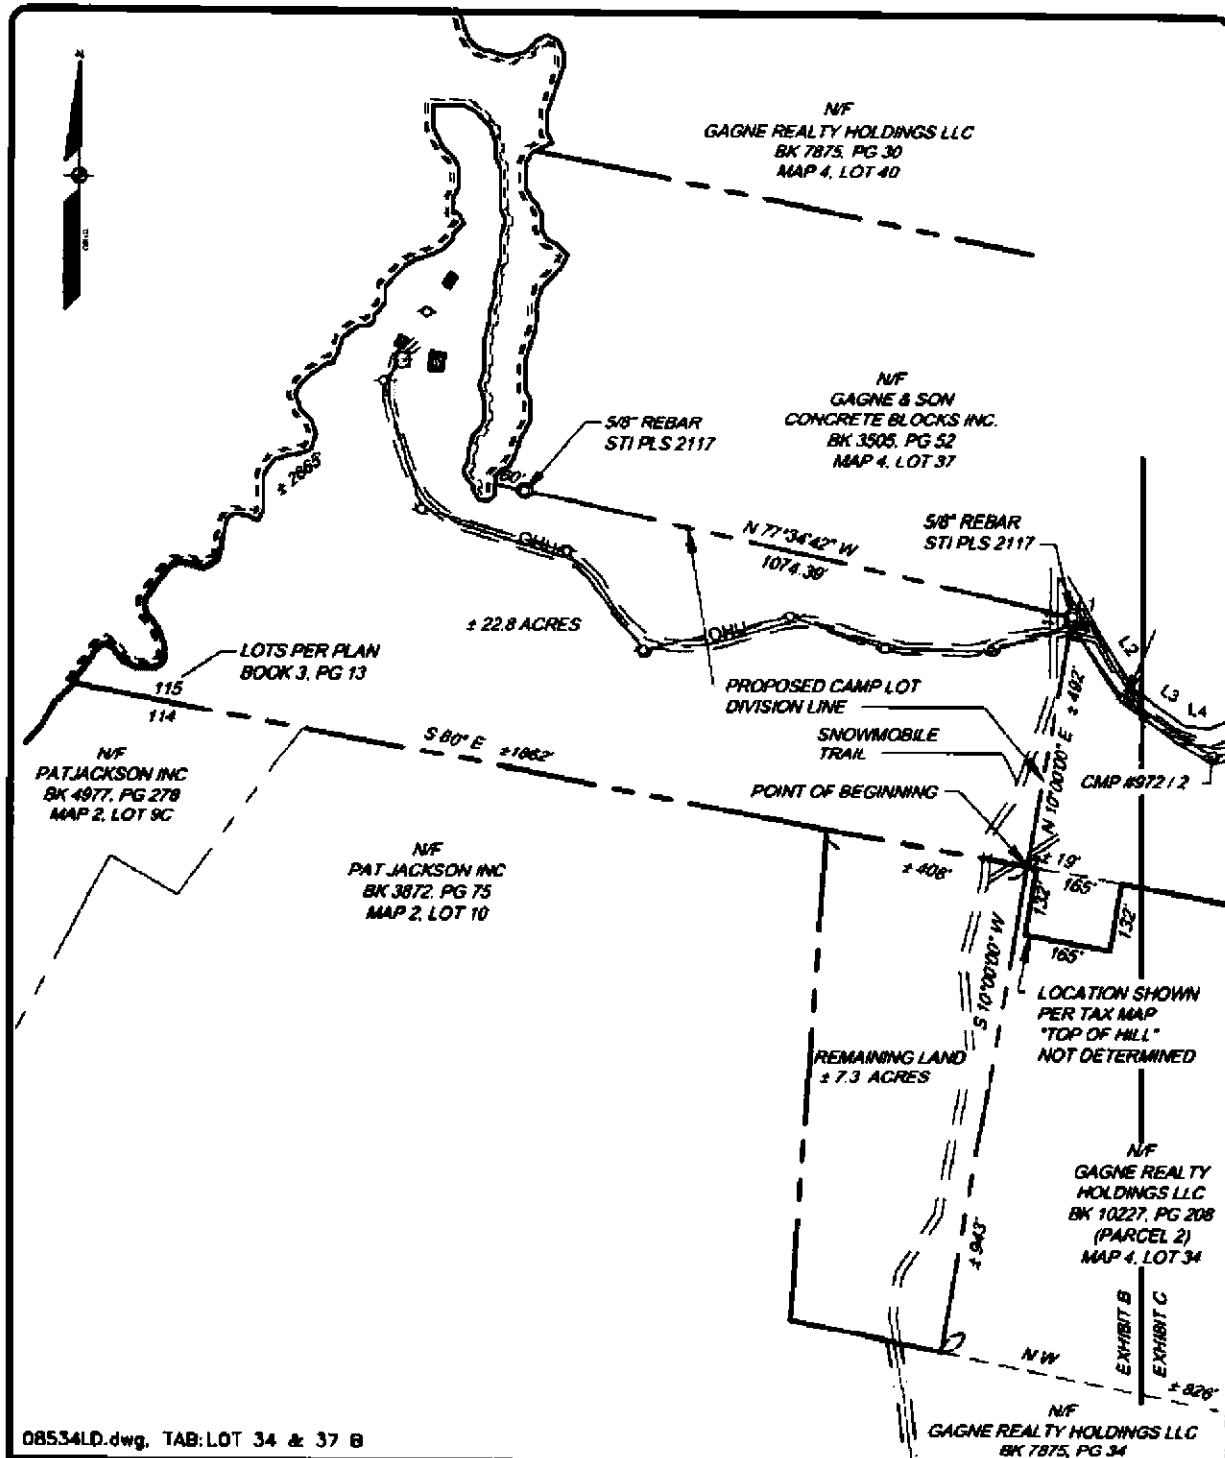 N/F
GAGNE REALTY HOLDINGS LLC
BK 7875, PG 30
MAP 4, LOT 40
N/F
GAGNE & SON
CONCRETE BLOCKS INC.
BK 3505, PG 52
MAP 4, LOT 37
5/8" REBAR
STI PLS 2117
60'
± 2665'
N 77°34'42" W
1074.39'
5/8" REBAR
STI PLS 2117
L1
L2
L3 L4
OHU
OHU
± 22.8 ACRES
LOTS PER PLAN
BOOK 3, PG 13
115
114
PROPOSED CAMP LOT
DIVISION LINE
SNOWMOBILE
TRAIL
POINT OF BEGINNING
N 10°00'00" E ± 492'
CMP #972 / 2
S 80° E ±1862'
N/F
PATJACKSON INC
BK 4977, PG 278
MAP 2, LOT 9C
N/F
PAT JACKSON INC
BK 3872, PG 75
MAP 2, LOT 10
± 408'
± 19'
165'
132'
132'
165'
S 10°00'00" W
LOCATION SHOWN
PER TAX MAP
"TOP OF HILL"
NOT DETERMINED
REMAINING LAND
± 7.3 ACRES
± 943'
N/F
GAGNE REALTY
HOLDINGS LLC
BK 10227, PG 208
(PARCEL 2)
MAP 4, LOT 34
EXHIBIT B
EXHIBIT C
N W
± 826'
N/F
GAGNE REALTY HOLDINGS LLC
BK 7875, PG 34
08534LD.dwg, TAB: LOT 34 & 37 B